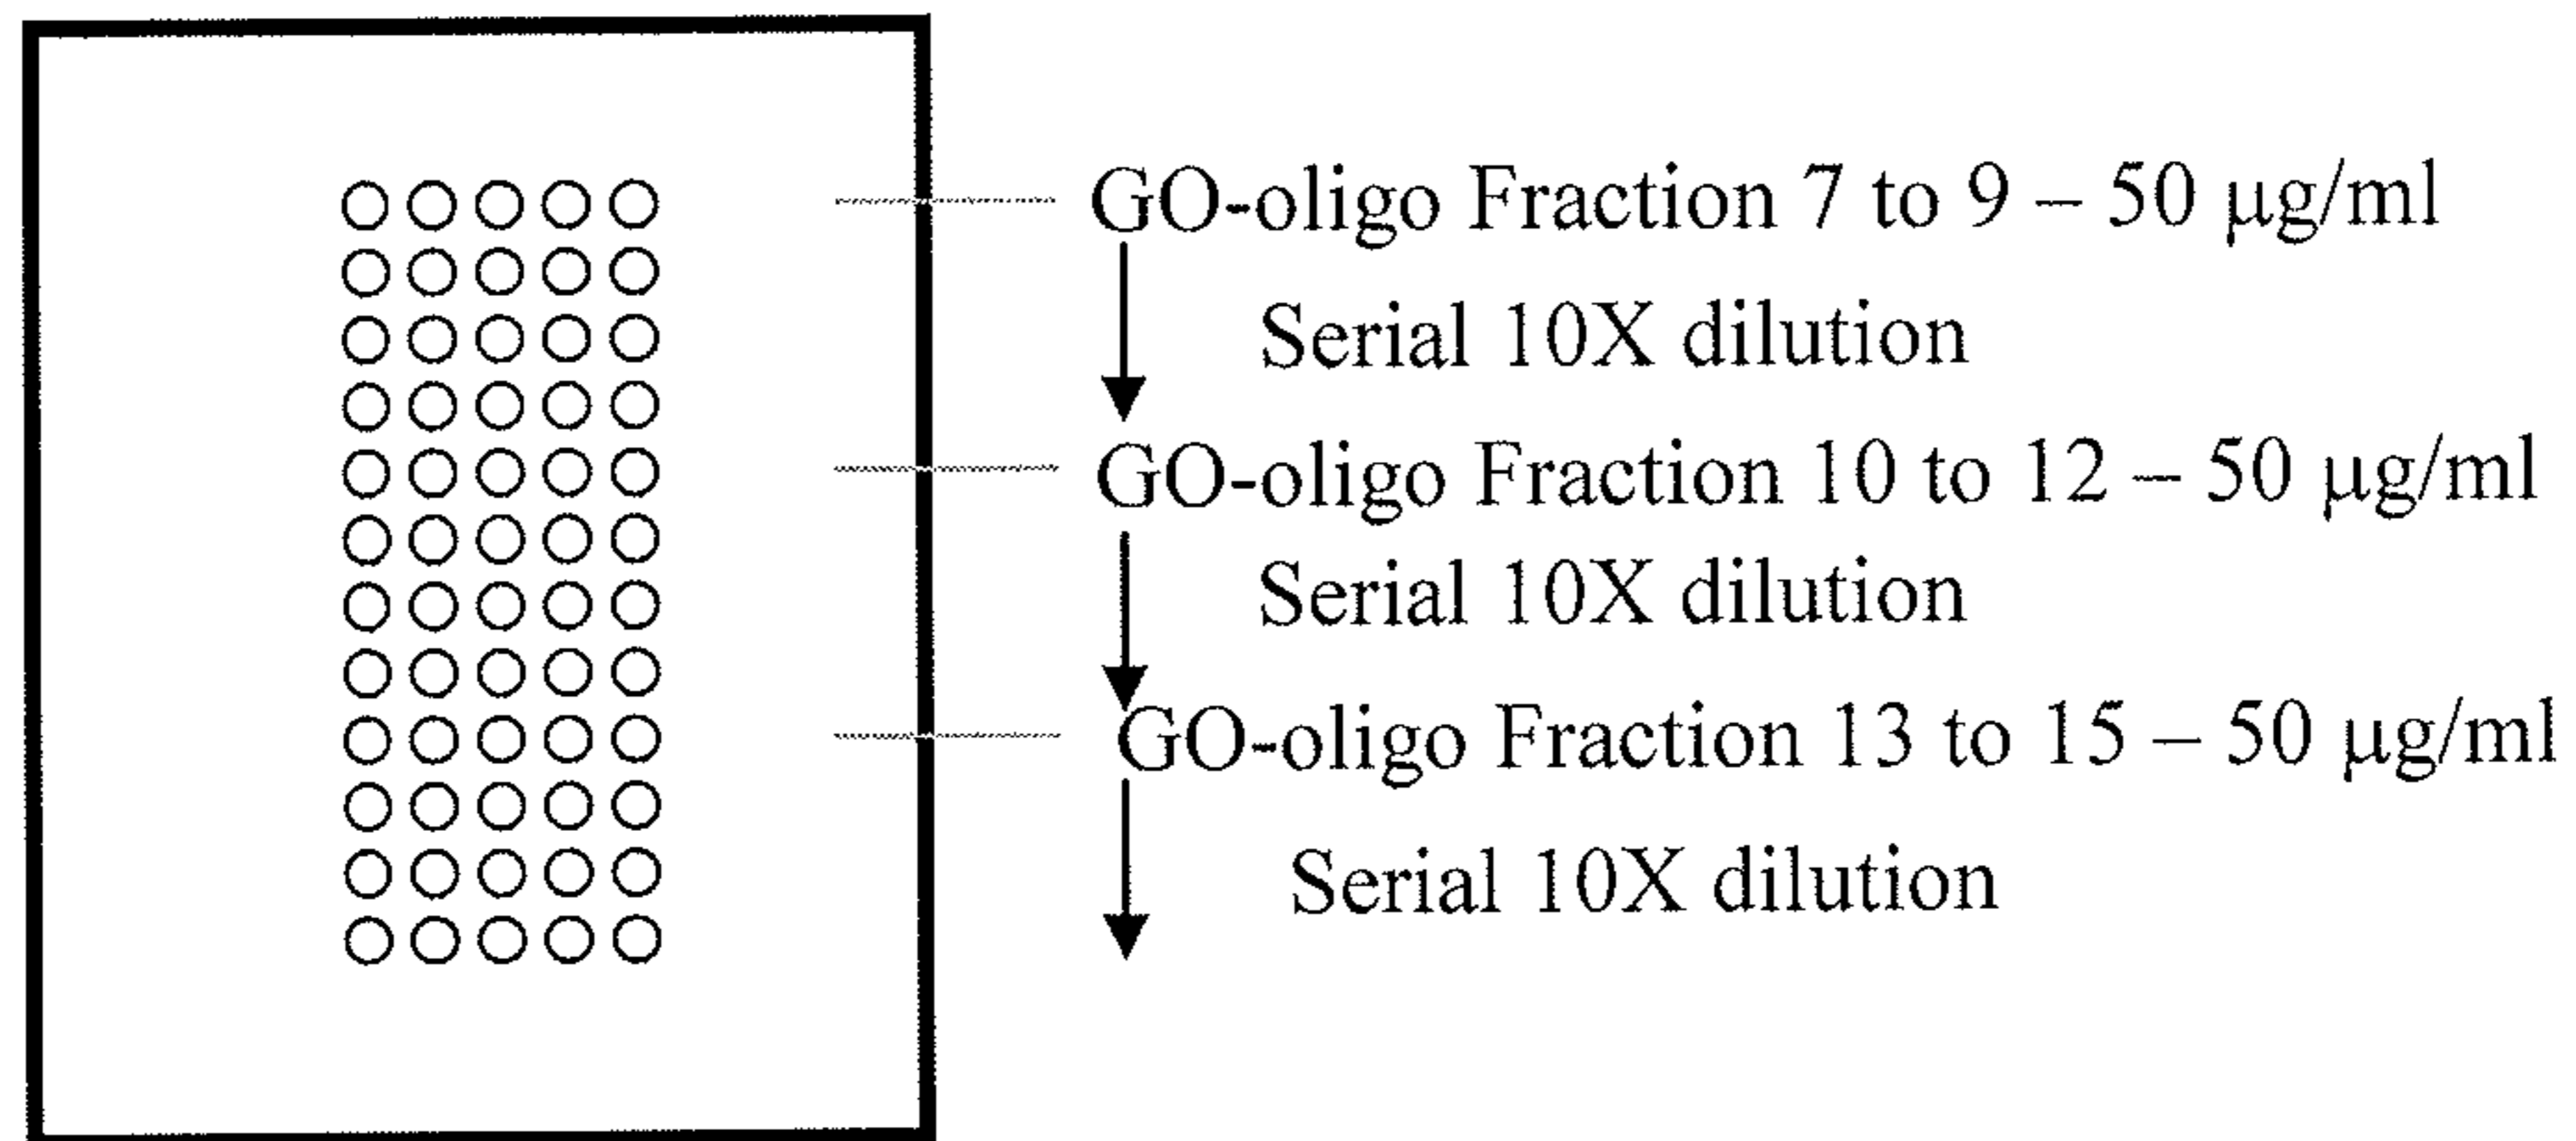 GO-oligo Fraction 7 to 9 – 50 µg/ml
Serial 10X dilution
GO-oligo Fraction 10 to 12 – 50 µg/ml
Serial 10X dilution
GO-oligo Fraction 13 to 15 – 50 µg/ml
Serial 10X dilution